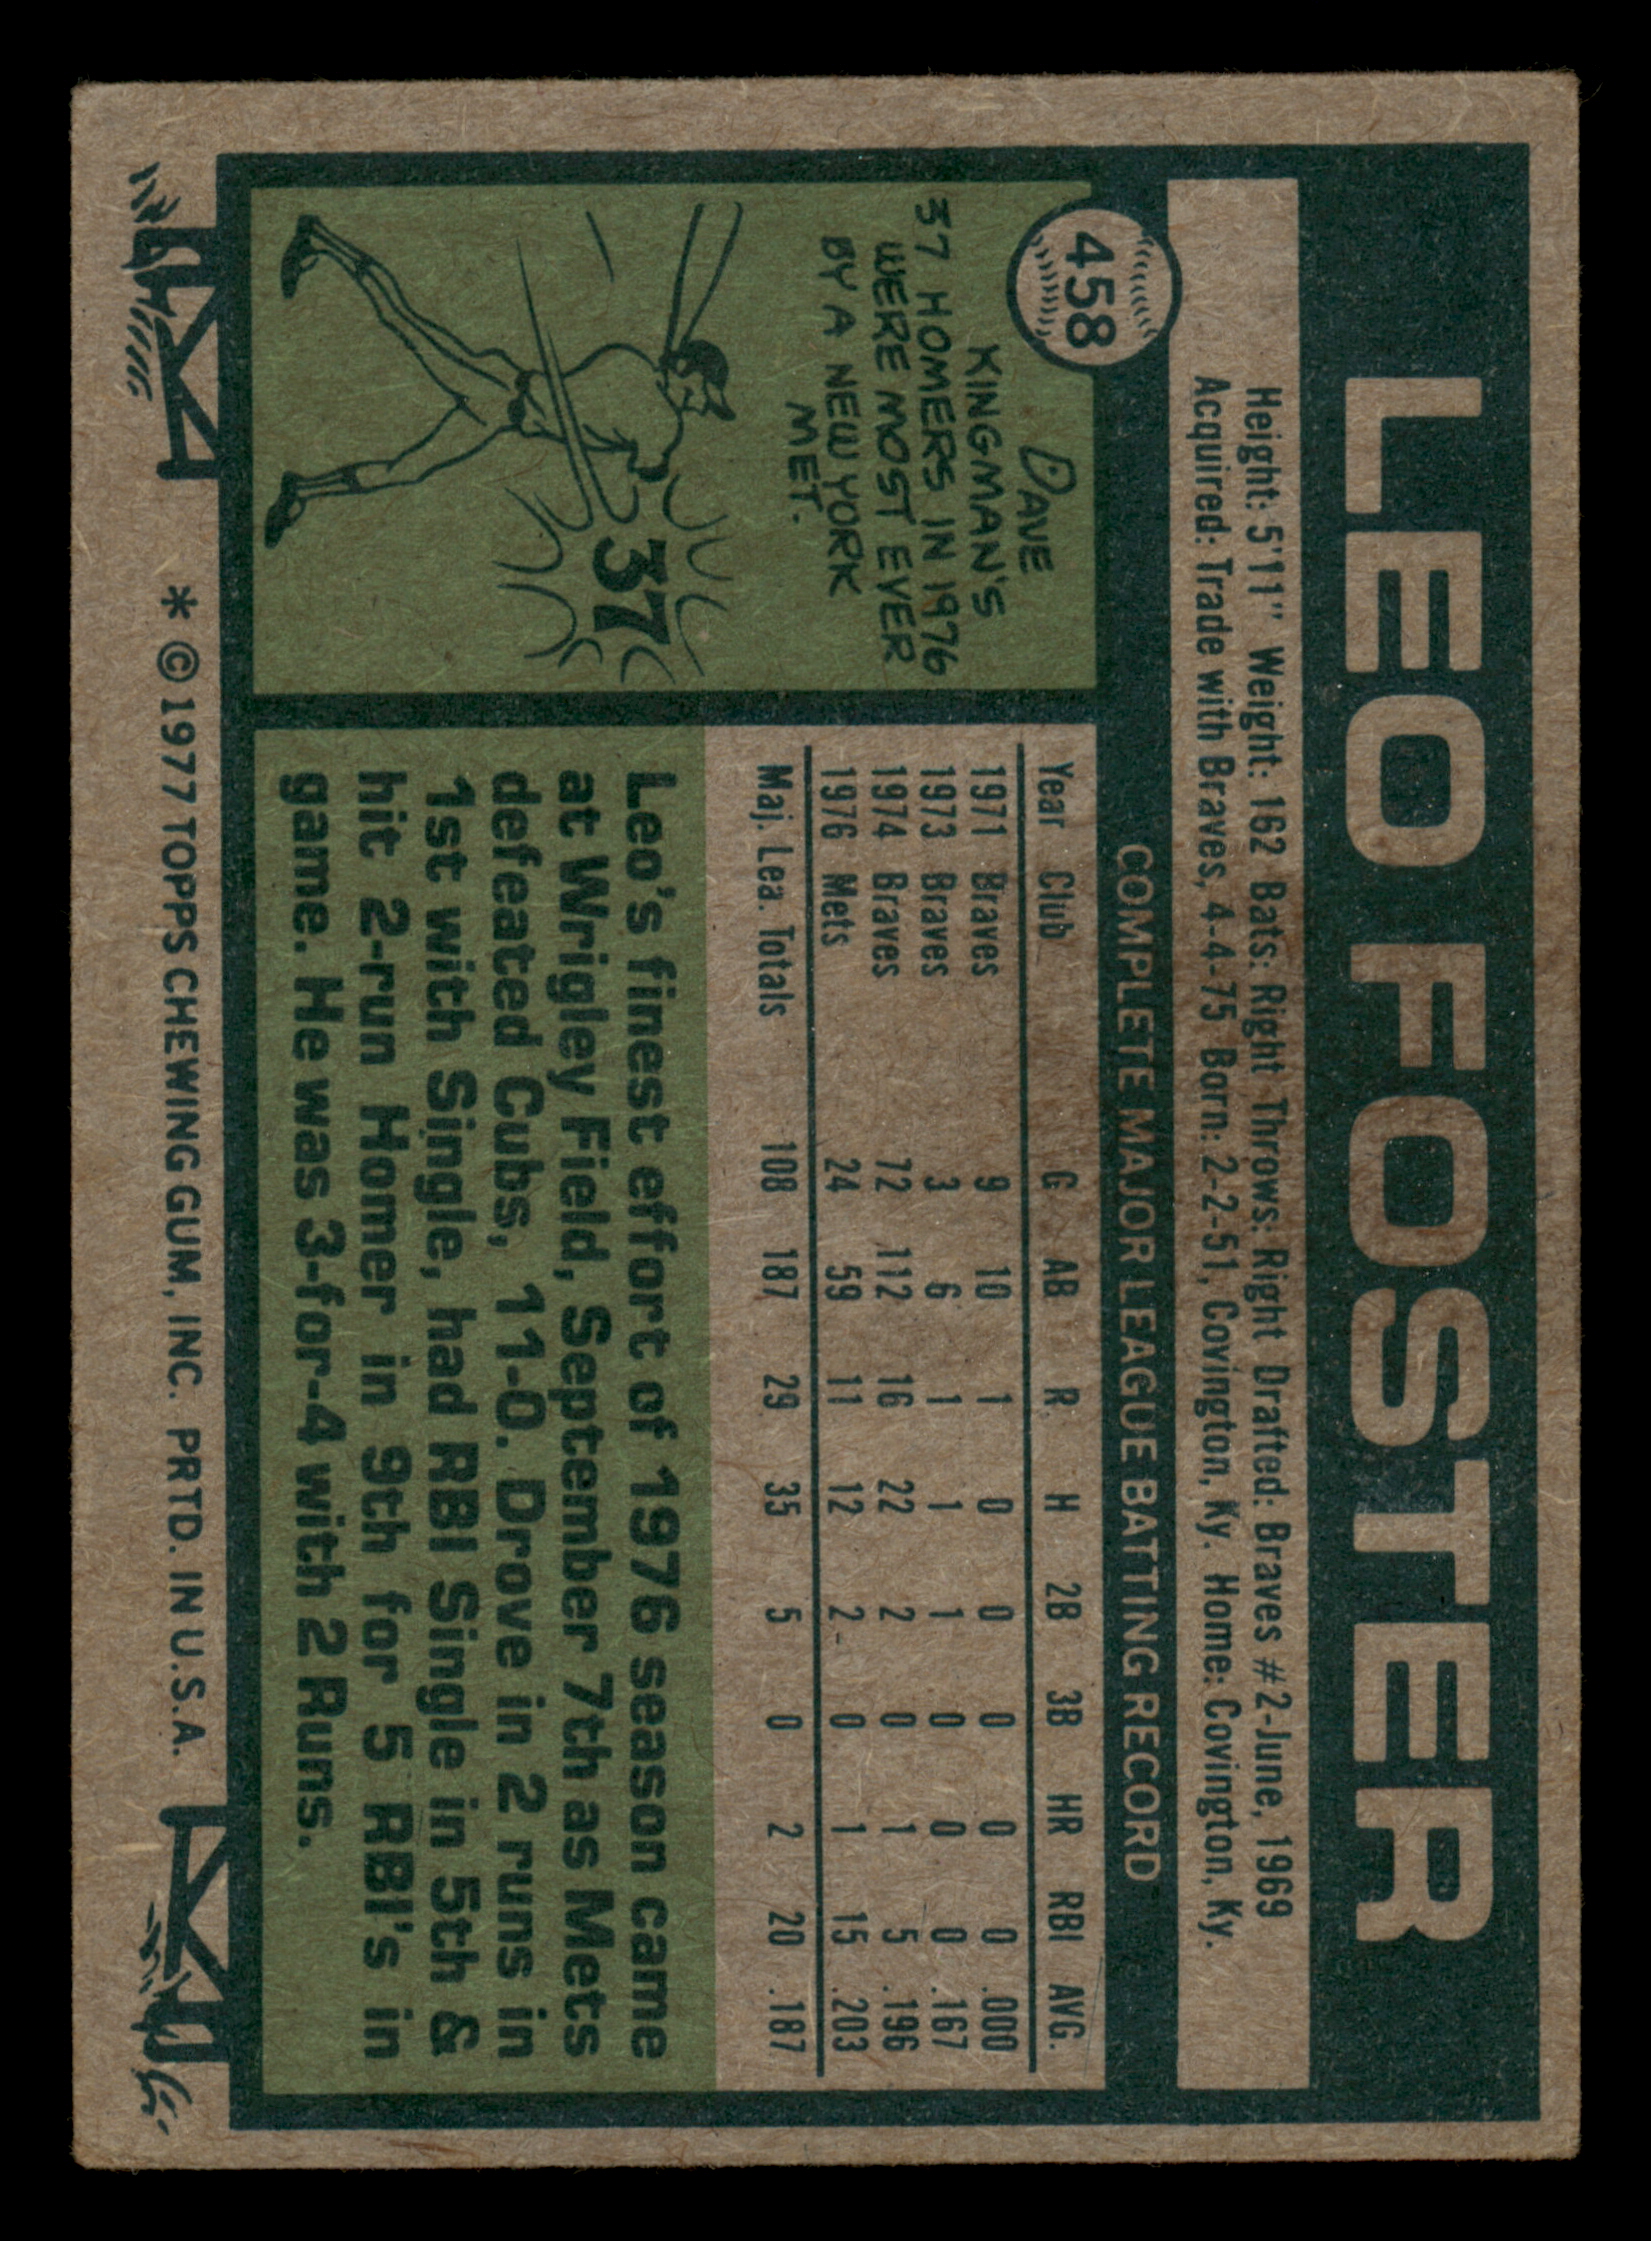 LEO FOSTER
Height: 5'11" Weight: 162 Bats: Right Throws: Right Drafted: Braves #2-June, 1969
Acquired: Trade with Braves, 4-4-75 Born: 2-2-51, Covington, Ky. Home: Covington, Ky.
458
COMPLETE MAJOR LEAGUE BATTING RECORD
DAVE
KINGMAN'S
37 HOMERS IN 1976
WERE MOST EVER
BY A NEW YORK
MET.
37
Year Club G AB R H 2B 3B HR RBI AVG.
1971 Braves 9 10 1 0 0 0 0 0 .000
1973 Braves 3 6 1 1 1 0 0 0 .167
1974 Braves 72 112 16 22 2 0 1 5 .196
1976 Mets 24 59 11 12 2 0 1 15 .203
Maj. Lea. Totals 108 187 29 35 5 0 2 20 .187
Leo's finest effort of 1976 season came
at Wrigley Field, September 7th as Mets
defeated Cubs, 11-0. Drove in 2 runs in
1st with Single, had RBI Single in 5th &
hit 2-run Homer in 9th for 5 RBI's in
game. He was 3-for-4 with 2 Runs.
* © 1977 TOPPS CHEWING GUM, INC. PRTD. IN U.S.A.